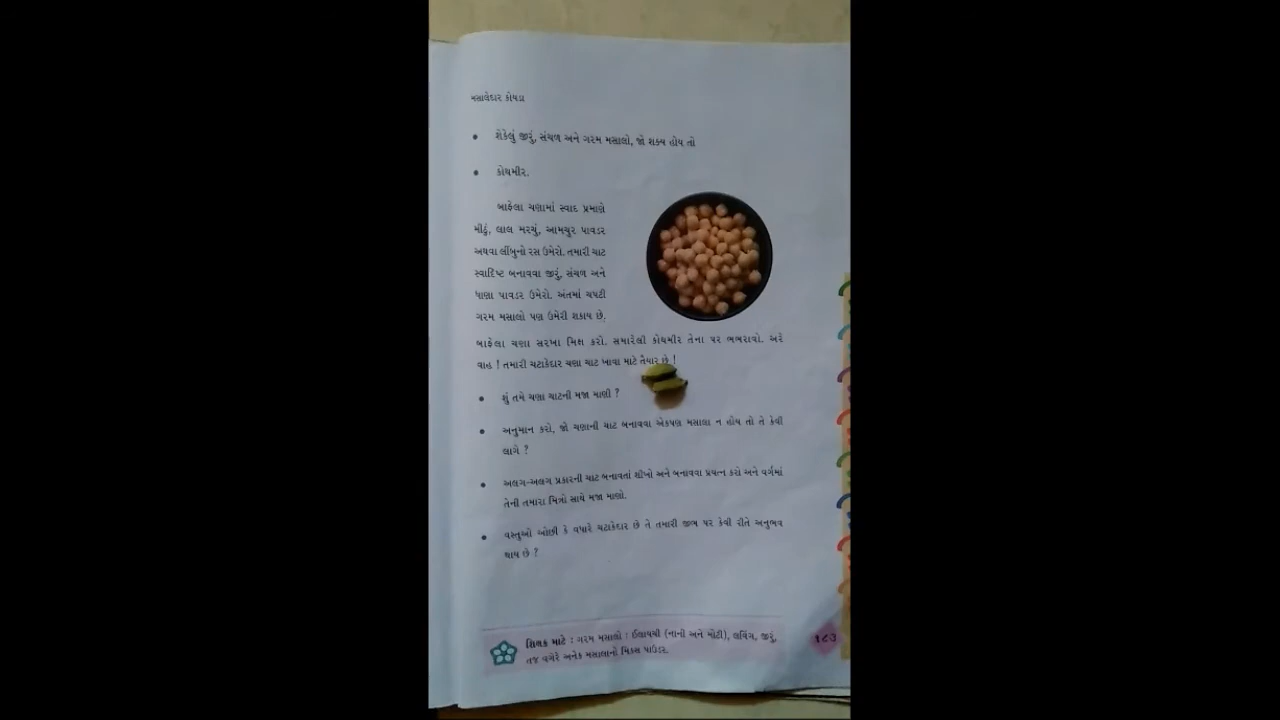 મસાલેદાર કોયડા
• શેકેલું જીરું, સંચળ અને ગરમ મસાલો, જો શક્ય હોય તો
• કોથમીર.
બાફેલા ચણામાં સ્વાદ પ્રમાણે
મીઠું, લાલ મરચું, આમચુર પાવડર
અથવા લીંબુનો રસ ઉમેરો. તમારી ચાટ
સ્વાદિષ્ટ બનાવવા જીરું, સંચળ અને
ધાણા પાવડર ઉમેરો. અંતમાં ચપટી
ગરમ મસાલો પણ ઉમેરી શકાય છે.
બાફેલા ચણા સરખા મિક્ષ કરો. સમારેલી કોથમીર તેના પર ભભરાવો. અરે
વાહ ! તમારી ચટાકેદાર ચણા ચાટ ખાવા માટે તૈયાર છે !
• શું તમે ચણા ચાટની મજા માણી ?
• અનુમાન કરો, જો ચણાની ચાટ બનાવવા એકપણ મસાલા ન હોય તો તે કેવી
લાગે ?
• અલગ-અલગ પ્રકારની ચાટ બનાવતાં શીખો અને બનાવવા પ્રયત્ન કરો અને વર્ગમાં
તેની તમારા મિત્રો સાથે મજા માણો.
• વસ્તુઓ ઓછી કે વધારે ચટાકેદાર છે તે તમારી જીભ પર કેવી રીતે અનુભવ
થાય છે ?
શિક્ષક માટે : ગરમ મસાલો : ઈલાયચી (નાની અને મોટી), લવિંગ, જીરું,
તજ વગેરે અનેક મસાલાનો મિક્સ પાઉડર.
૧૮૩